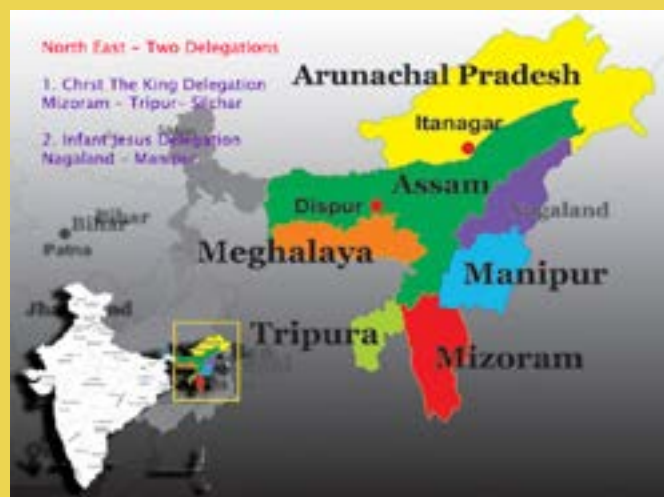 North East - Two Delegations
1. Chrst The King Delegation
Mizoram - Tripur- Silchar
2. Infant Jesus Delegation
Nagaland - Manipur
Arunachal Pradesh
Itanagar
Assam
Dispur
Nagaland
Bihar
Bihar
Patna
Meghalaya
Manipur
Tripura
Mizoram